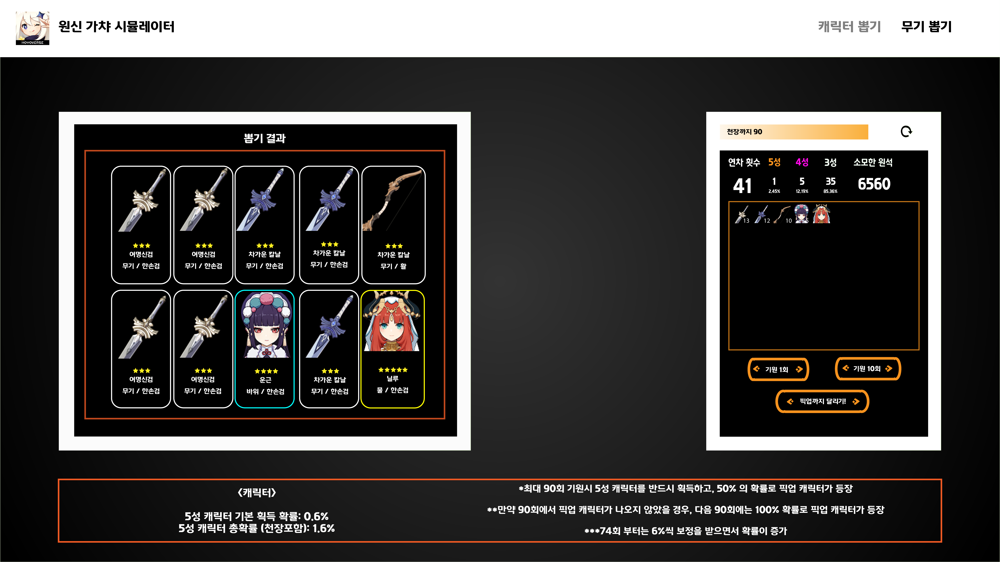 HOYOVERSE
원신 가챠 시뮬레이터
캐릭터 뽑기
무기 뽑기
뽑기 결과
여명신검
무기 / 한손검
여명신검
무기 / 한손검
차가운 칼날
무기 / 한손검
차가운 칼날
무기 / 한손검
차가운 칼날
무기 / 활
여명신검
무기 / 한손검
여명신검
무기 / 한손검
운근
바위 / 한손검
차가운 칼날
무기 / 한손검
닐루
물 / 한손검
천장까지 90
연차 횟수 5성 4성 3성 소모한 원석
41 1 5 35 6560
2.45% 12.19% 85.36%
13 12 10 5
기원 1회
기원 10회
픽업까지 달리기!
<캐릭터>
5성 캐릭터 기본 획득 확률: 0.6%
5성 캐릭터 총확률 (천장포함): 1.6%
*최대 90회 기원시 5성 캐릭터를 반드시 획득하고, 50% 의 확률로 픽업 캐릭터가 등장
**만약 90회에서 픽업 캐릭터가 나오지 않았을 경우, 다음 90회에는 100% 확률로 픽업 캐릭터가 등장
***74회 부터는 6%씩 보정을 받으면서 확률이 증가